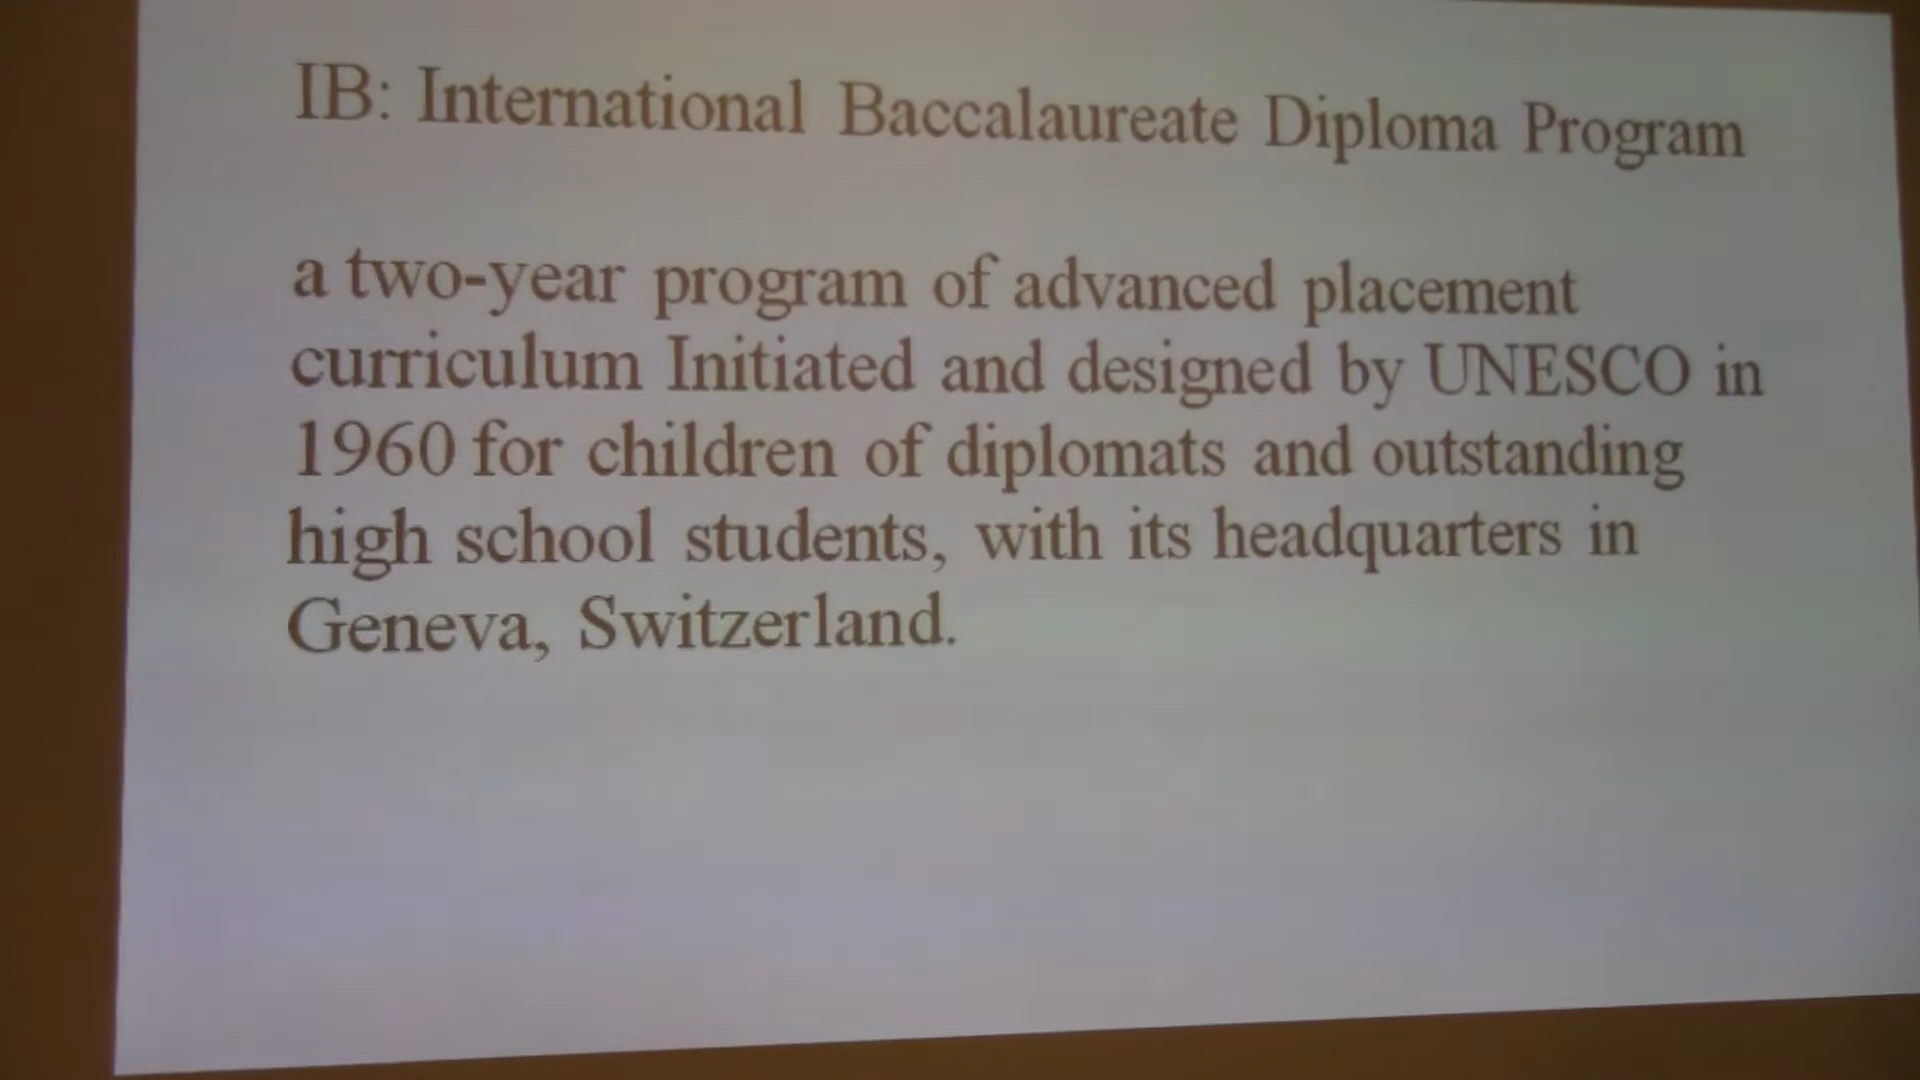 IB: International Baccalaureate Diploma Program
a two-year program of advanced placement
curriculum Initiated and designed by UNESCO in
1960 for children of diplomats and outstanding
high school students, with its headquarters in
Geneva, Switzerland.